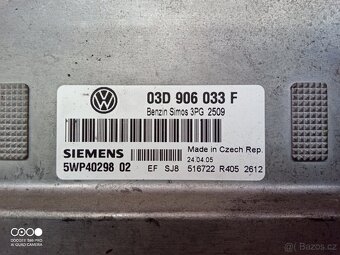 03D 906 033 F
Benzin Simos 3PG 2509
SIEMENS
Made in Czech Rep.
24.04.05
5WP40298 02
EF SJ8
516722 R405 2612
bazos.cz